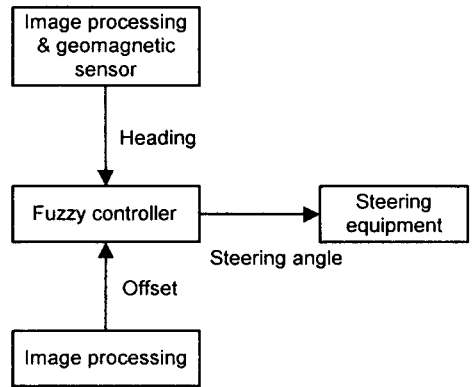 Image processing
& geomagnetic
sensor
Heading
Fuzzy controller
Steering
equipment
Steering angle
Offset
Image processing